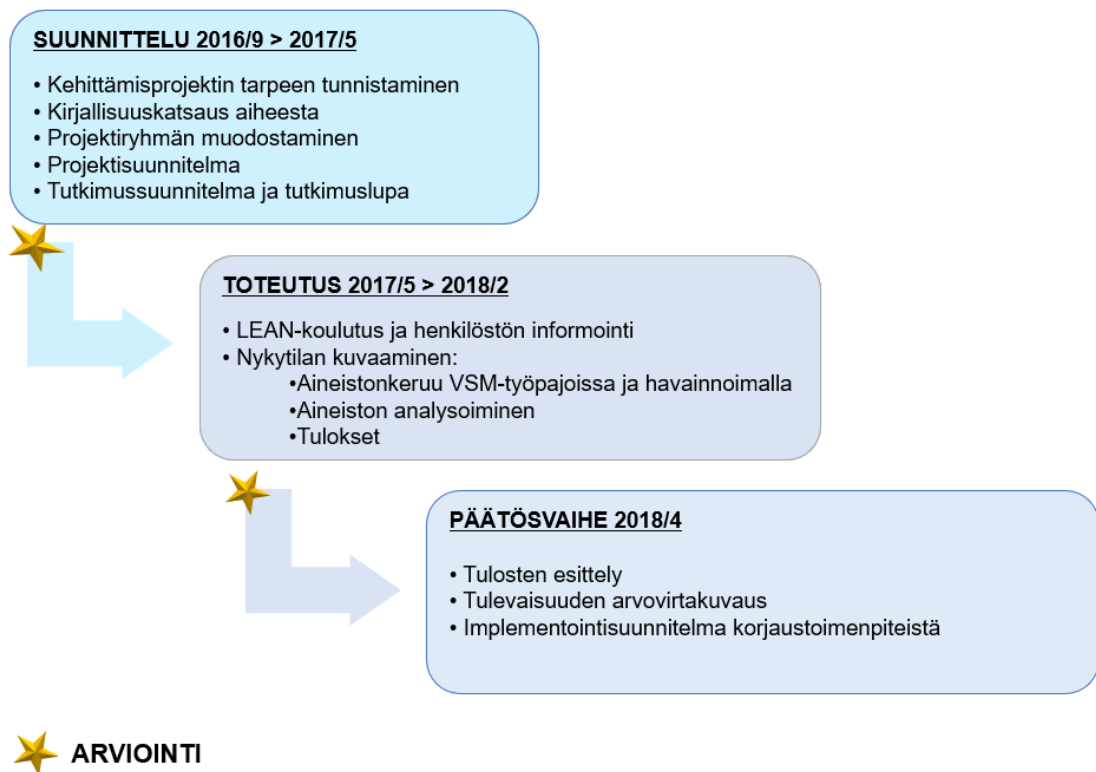 SUUNNITTELU 2016/9 > 2017/5
• Kehittämisprojektin tarpeen tunnistaminen
• Kirjallisuuskatsaus aiheesta
• Projektiryhmän muodostaminen
• Projektisuunnitelma
• Tutkimussuunnitelma ja tutkimuslupa
TOTEUTUS 2017/5 > 2018/2
• LEAN-koulutus ja henkilöstön informointi
• Nykytilan kuvaaminen:
•Aineistonkeruu VSM-työpajoissa ja havainnoimalla
•Aineiston analysoiminen
•Tulokset
PÄÄTÖSVAIHE 2018/4
• Tulosten esittely
• Tulevaisuuden arvovirtakuvaus
• Implementointisuunnitelma korjaustoimenpiteistä
ARVIOINTI